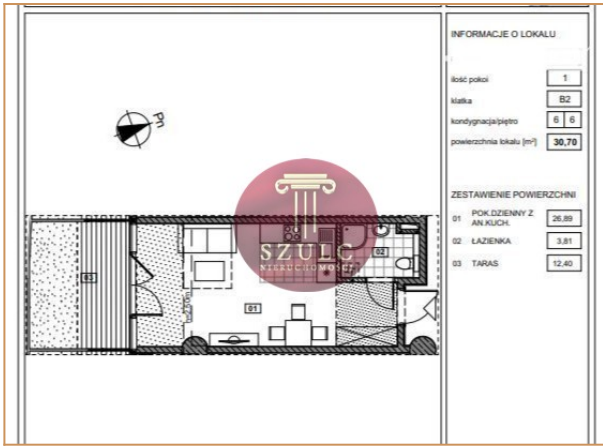 INFORMACJE O LOKALU
ilość pokoi 1
klatka B2
kondygnacja/piętro 6 6
powierzchnia lokalu [m²] 30,70
Pn
ZESTAWIENIE POWIERZCHNI
01 POK.DZIENNY Z
AN.KUCH. 26,89
02 ŁAZIENKA 3,81
03 TARAS 12,40
SZULC
NIERUCHOMOŚCI
02
03
01